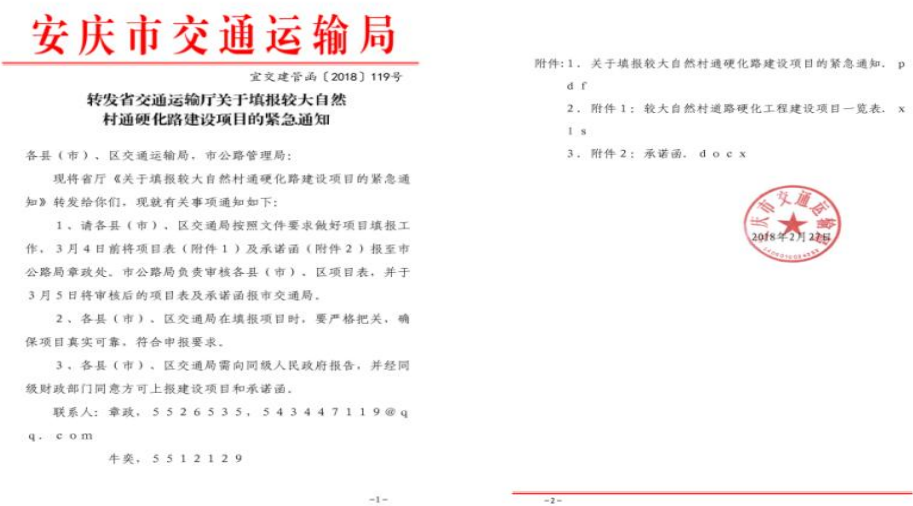 安庆市交通运输局
宜交建管函〔2018〕119号
转发省交通运输厅关于填报较大自然
村通硬化路建设项目的紧急通知
各县（市）、区交通运输局，市公路管理局：
现将省厅《关于填报较大自然村通硬化路建设项目的紧急通
知》转发给你们，现就有关事项通知如下：
1、请各县（市）、区交通局按照文件要求做好项目填报工
作，3月4日前将项目表（附件1）及承诺函（附件2）报至市
公路局章政处。市公路局负责审核各县（市）、区项目表，并于
3月5日将审核后的项目表及承诺函报市交通局。
2、各县（市）、区交通局在填报项目时，要严格把关，确
保项目真实可靠，符合申报要求。
3、各县（市）、区交通局需向同级人民政府报告，并经同
级财政部门同意方可上报建设项目和承诺函。
联系人：章政，5526535，543447119@q
q．com
牛奕，5512129
－1－
附件：1．关于填报较大自然村通硬化路建设项目的紧急通知．p
df
2．附件1：较大自然村道路硬化工程建设项目一览表．x
ls
3．附件2：承诺函．docx
安庆市交通运输局
2018年2月27日
－2－